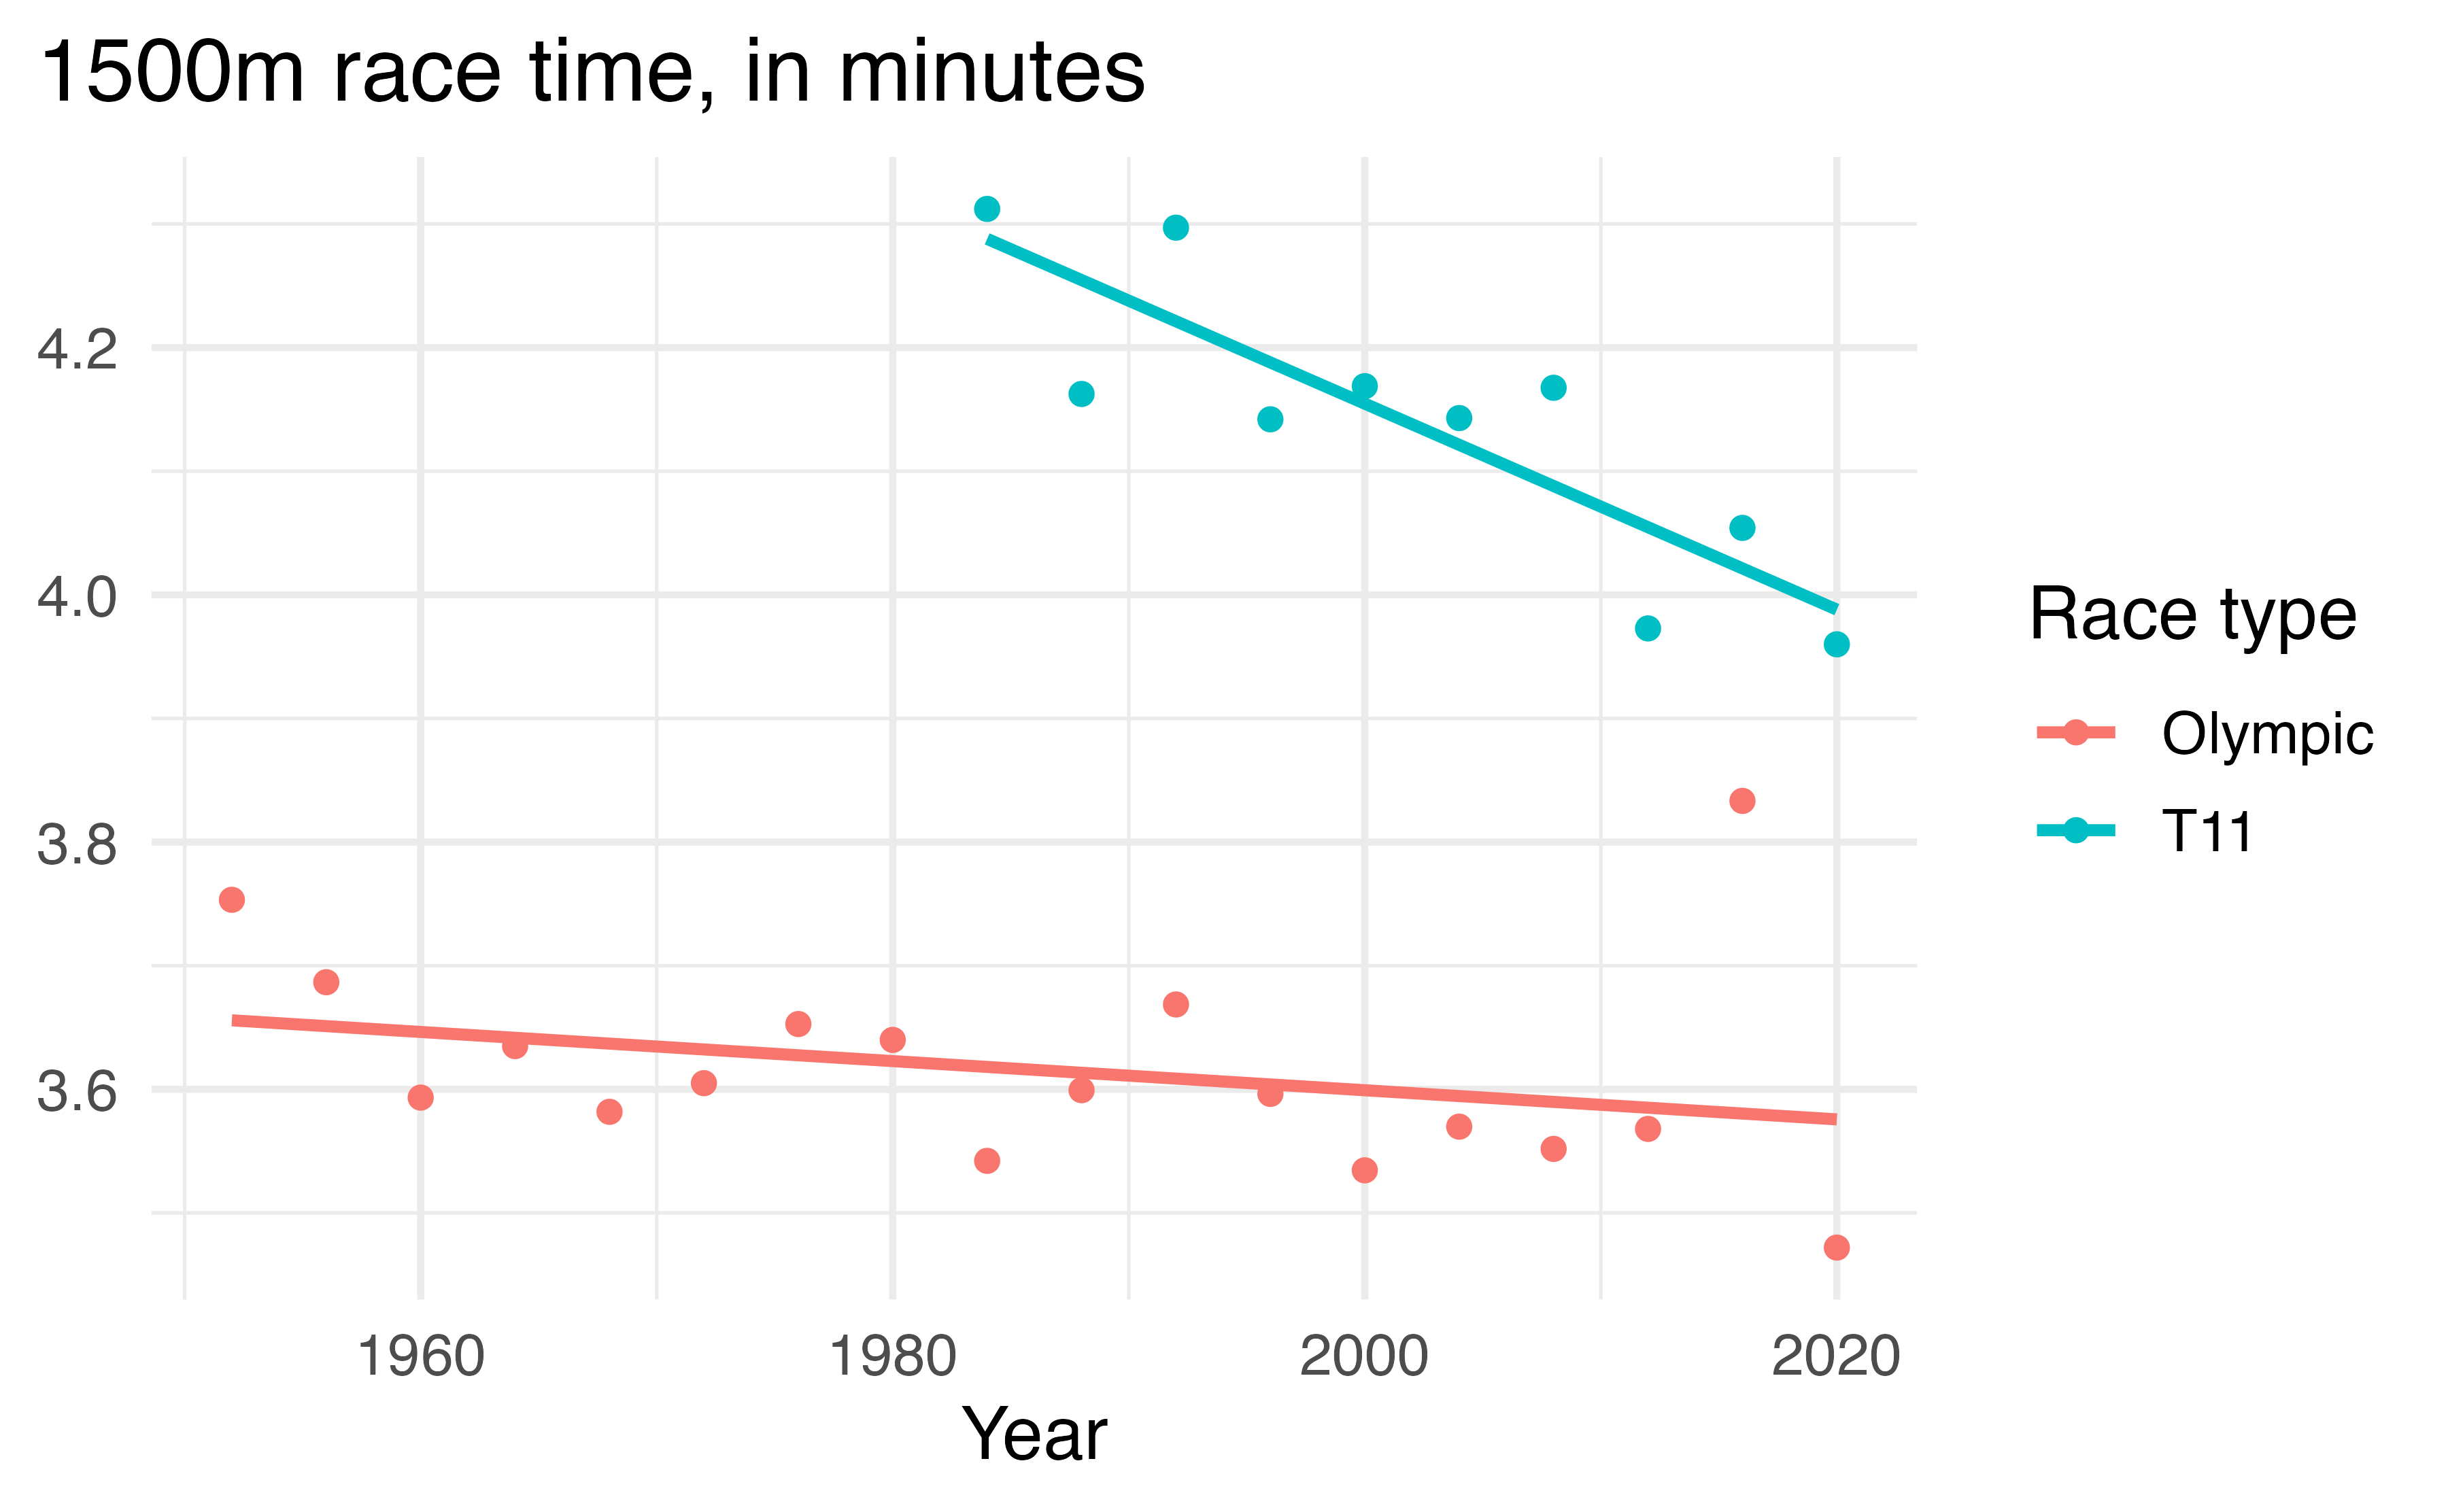 1500m race time, in minutes
4.2
4.0
3.8
3.6
1960 1980 2000 2020
Year
Race type
Olympic
T11